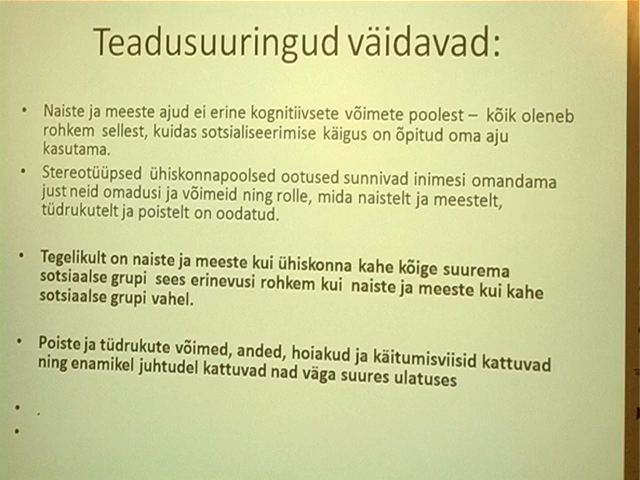 Teadusuuringud väidavad:
• Naiste ja meeste ajud ei erine kognitiivsete võimete poolest – kõik oleneb
rohkem sellest, kuidas sotsialiseerimise käigus on õpitud oma aju
kasutama.
• Stereotüüpsed ühiskonnapoolsed ootused sunnivad inimesi omandama
just neid omadusi ja võimeid ning rolle, mida naistelt ja meestelt,
tüdrukutelt ja poistelt on oodatud.
• Tegelikult on naiste ja meeste kui ühiskonna kahe kõige suurema
sotsiaalse grupi sees erinevusi rohkem kui naiste ja meeste kui kahe
sotsiaalse grupi vahel.
• Poiste ja tüdrukute võimed, anded, hoiakud ja käitumisviisid kattuvad
ning enamikel juhtudel kattuvad nad väga suures ulatuses
• .
•